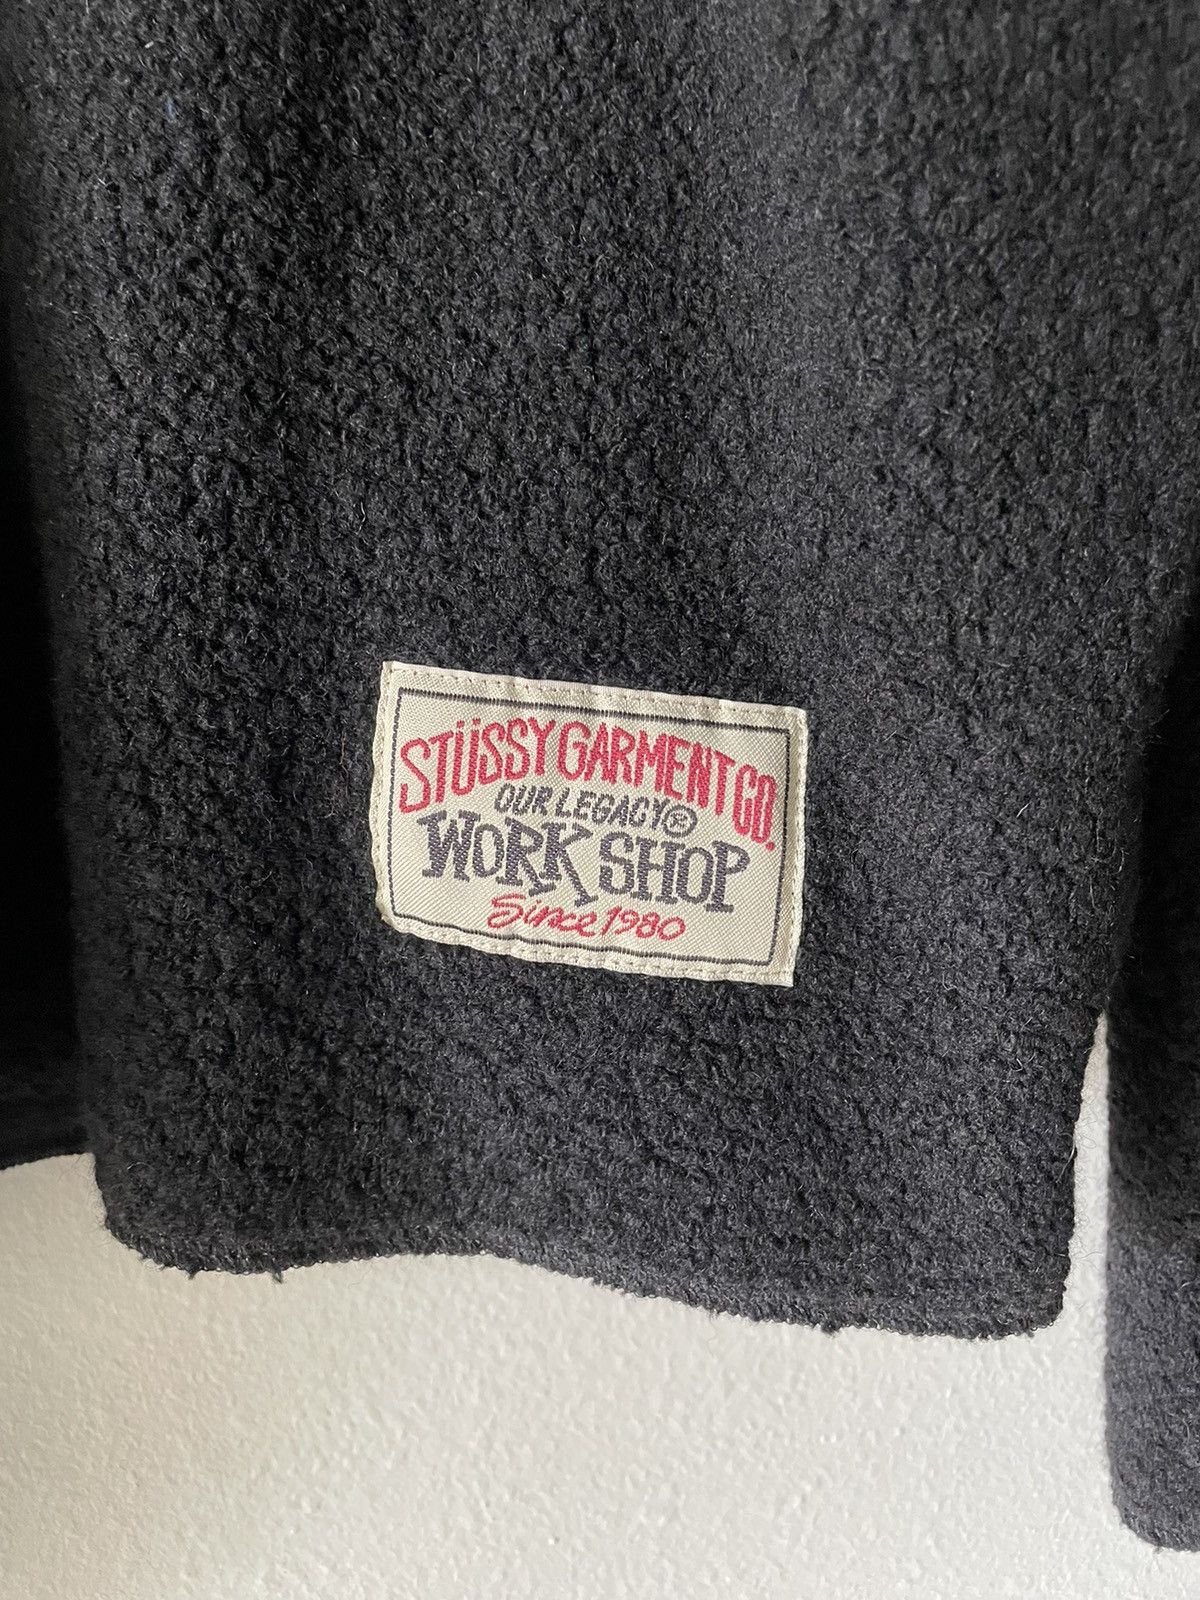 STÜSSY GARMENT CO.
OUR LEGACY®
WORK SHOP
Since 1980